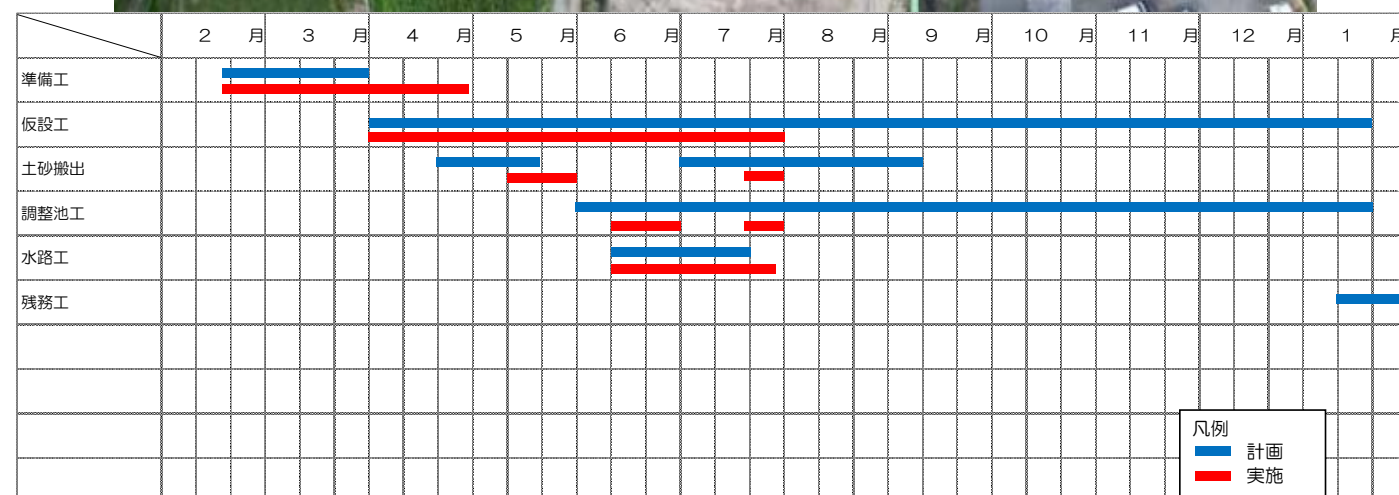 2 月 3 月 4 月 5 月 6 月 7 月 8 月 9 月 10 月 11 月 12 月 1 月
準備工
仮設工
土砂搬出
調整池工
水路工
残務工
凡例
計画
実施